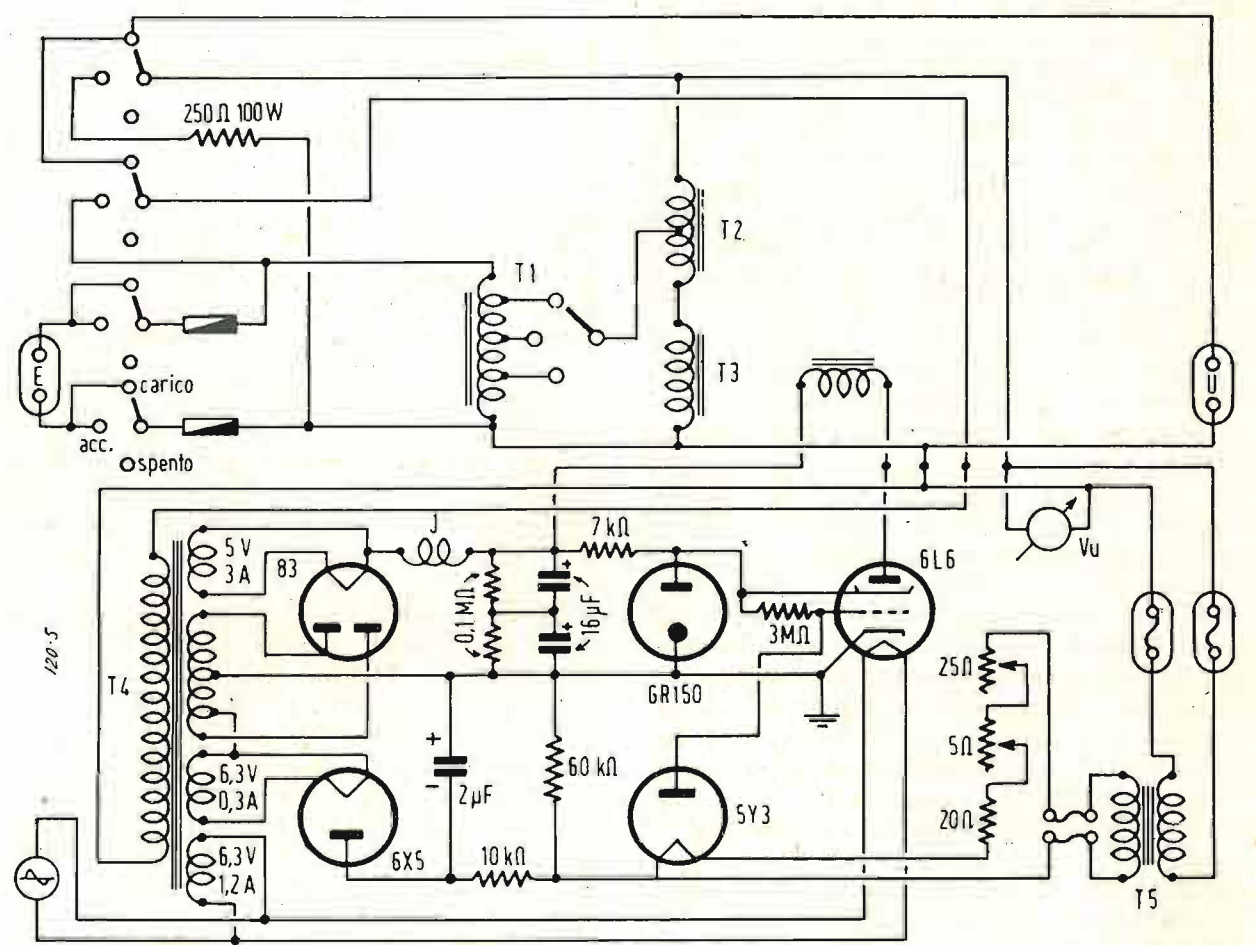 250Ω 100W
T1
T2
T3
E
U
carico
acc.
spento
5 V
3 A
83
J
0.1 MΩ
16µF
7 kΩ
GR150
3MΩ
6L6
Vu
120·5
T4
6,3V
0,3A
6,3V
1,2A
6X5
+
-
2µF
10 kΩ
60 kΩ
5Y3
25Ω
5Ω
20Ω
T5